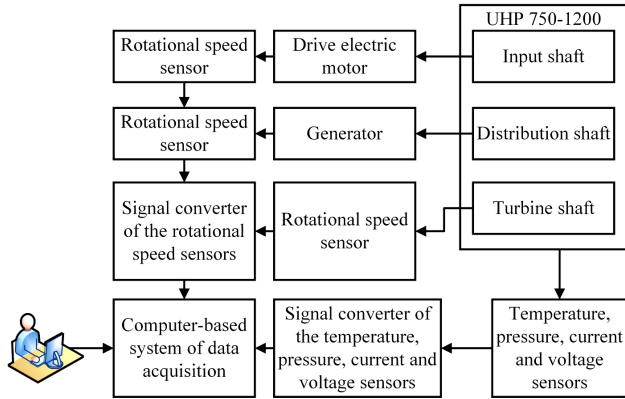 UHP 750-1200
Rotational speed
sensor
Drive electric
motor
Input shaft
Rotational speed
sensor
Generator
Distribution shaft
Signal converter
of the rotational
speed sensors
Rotational speed
sensor
Turbine shaft
Computer-based
system of data
acquisition
Signal converter of
the temperature,
pressure, current and
voltage sensors
Temperature,
pressure, current
and voltage
sensors